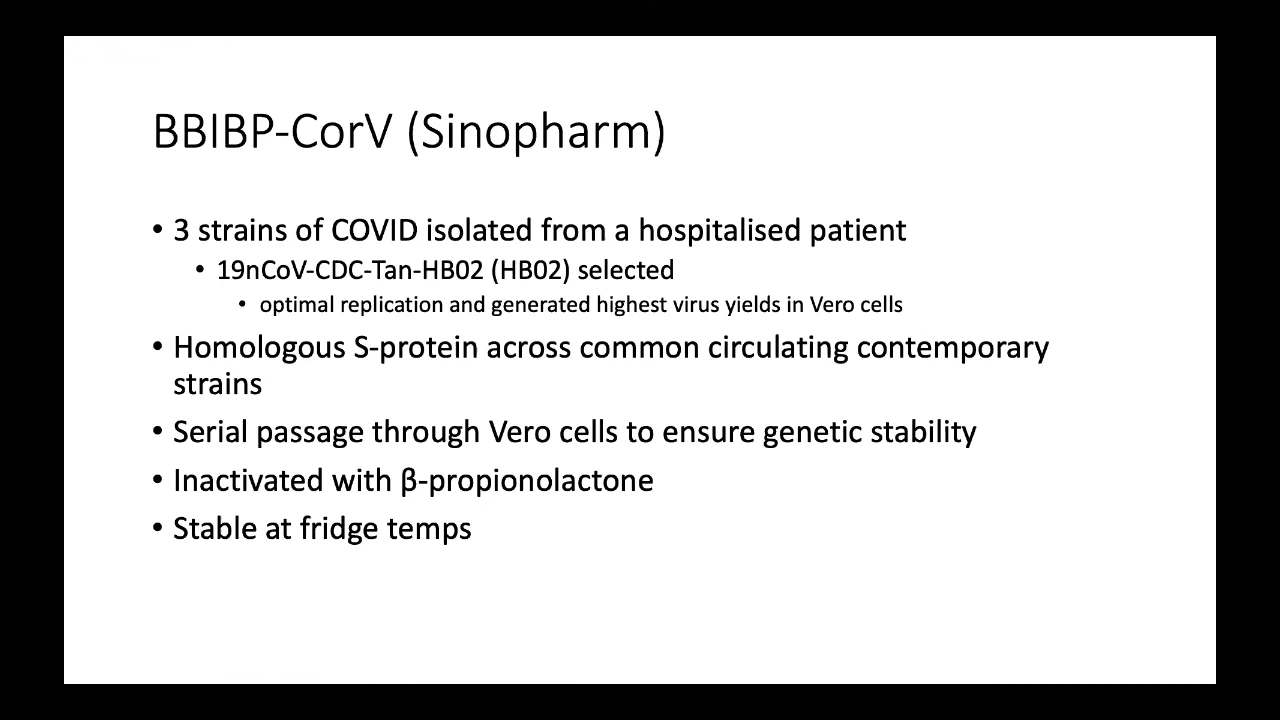 BBIBP-CorV (Sinopharm)
• 3 strains of COVID isolated from a hospitalised patient
• 19nCoV-CDC-Tan-HB02 (HB02) selected
• optimal replication and generated highest virus yields in Vero cells
• Homologous S-protein across common circulating contemporary
strains
• Serial passage through Vero cells to ensure genetic stability
• Inactivated with β-propionolactone
• Stable at fridge temps